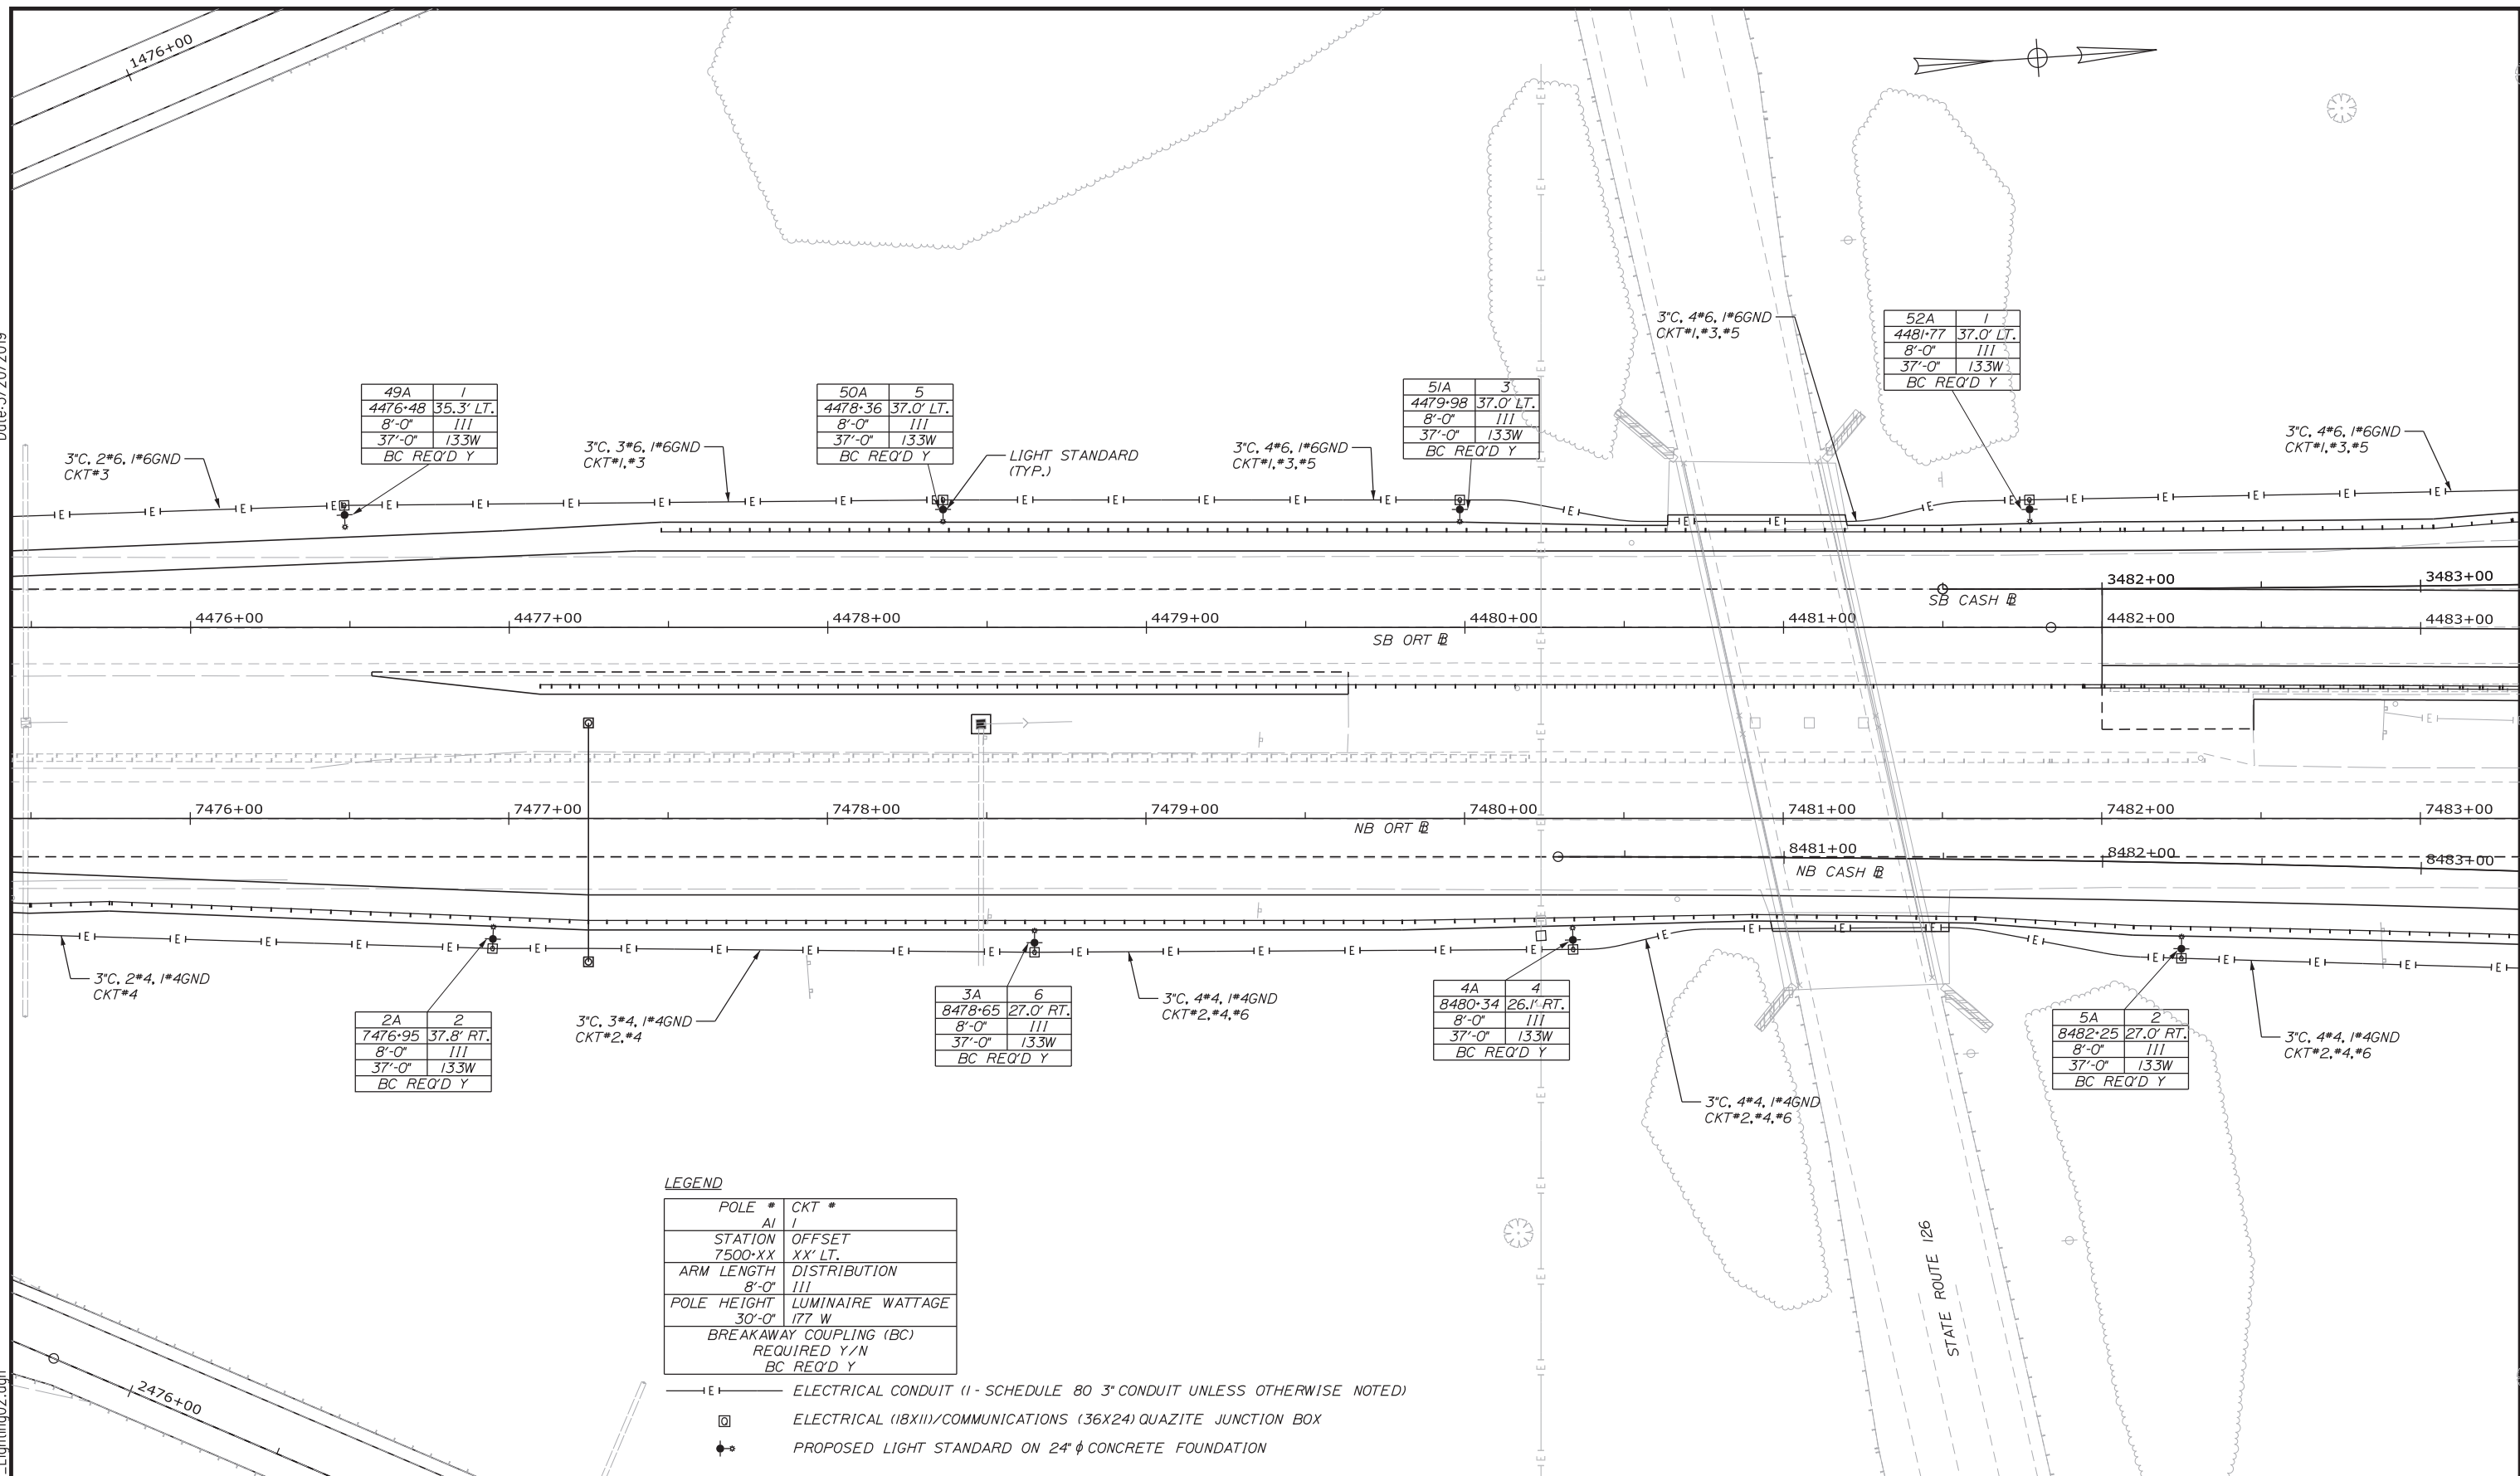 1476+00
Date:5/20/2019
3"C, 4#6, 1#6GND
CKT#1,#3,#5
52A 1
4481+77 37.0' LT.
8'-0" III
37'-0" 133W
BC REQ'D Y
49A 1
4476+48 35.3' LT.
8'-0" III
37'-0" 133W
BC REQ'D Y
50A 5
4478+36 37.0' LT.
8'-0" III
37'-0" 133W
BC REQ'D Y
51A 3
4479+98 37.0' LT.
8'-0" III
37'-0" 133W
BC REQ'D Y
3"C, 2#6, 1#6GND
CKT#3
3"C, 3#6, 1#6GND
CKT#1,#3
LIGHT STANDARD
(TYP.)
3"C, 4#6, 1#6GND
CKT#1,#3,#5
3"C, 4#6, 1#6GND
CKT#1,#3,#5
3482+00 3483+00
SB CASH BL
4476+00 4477+00 4478+00 4479+00 4480+00 4481+00 4482+00 4483+00
SB ORT BL
7476+00 7477+00 7478+00 7479+00 7480+00 7481+00 7482+00 7483+00
NB ORT BL
8481+00 8482+00 8483+00
NB CASH BL
3"C, 2#4, 1#4GND
CKT#4
2A 2
7476+95 37.8' RT.
8'-0" III
37'-0" 133W
BC REQ'D Y
3"C, 3#4, 1#4GND
CKT#2,#4
3A 6
8478+65 27.0' RT.
8'-0" III
37'-0" 133W
BC REQ'D Y
3"C, 4#4, 1#4GND
CKT#2,#4,#6
4A 4
8480+34 26.1' RT.
8'-0" III
37'-0" 133W
BC REQ'D Y
3"C, 4#4, 1#4GND
CKT#2,#4,#6
5A 2
8482+25 27.0' RT.
8'-0" III
37'-0" 133W
BC REQ'D Y
3"C, 4#4, 1#4GND
CKT#2,#4,#6
STATE ROUTE 126
LEGEND
POLE # CKT #
A1 1
STATION OFFSET
7500+XX XX' LT.
ARM LENGTH DISTRIBUTION
8'-0" III
POLE HEIGHT LUMINAIRE WATTAGE
30'-0" 177 W
BREAKAWAY COUPLING (BC)
REQUIRED Y/N
BC REQ'D Y
E ELECTRICAL CONDUIT (1 - SCHEDULE 80 3" CONDUIT UNLESS OTHERWISE NOTED)
ELECTRICAL (18X11)/COMMUNICATIONS (36X24) QUAZITE JUNCTION BOX
PROPOSED LIGHT STANDARD ON 24" ϕ CONCRETE FOUNDATION
2476+00
_Lighting02.dgn